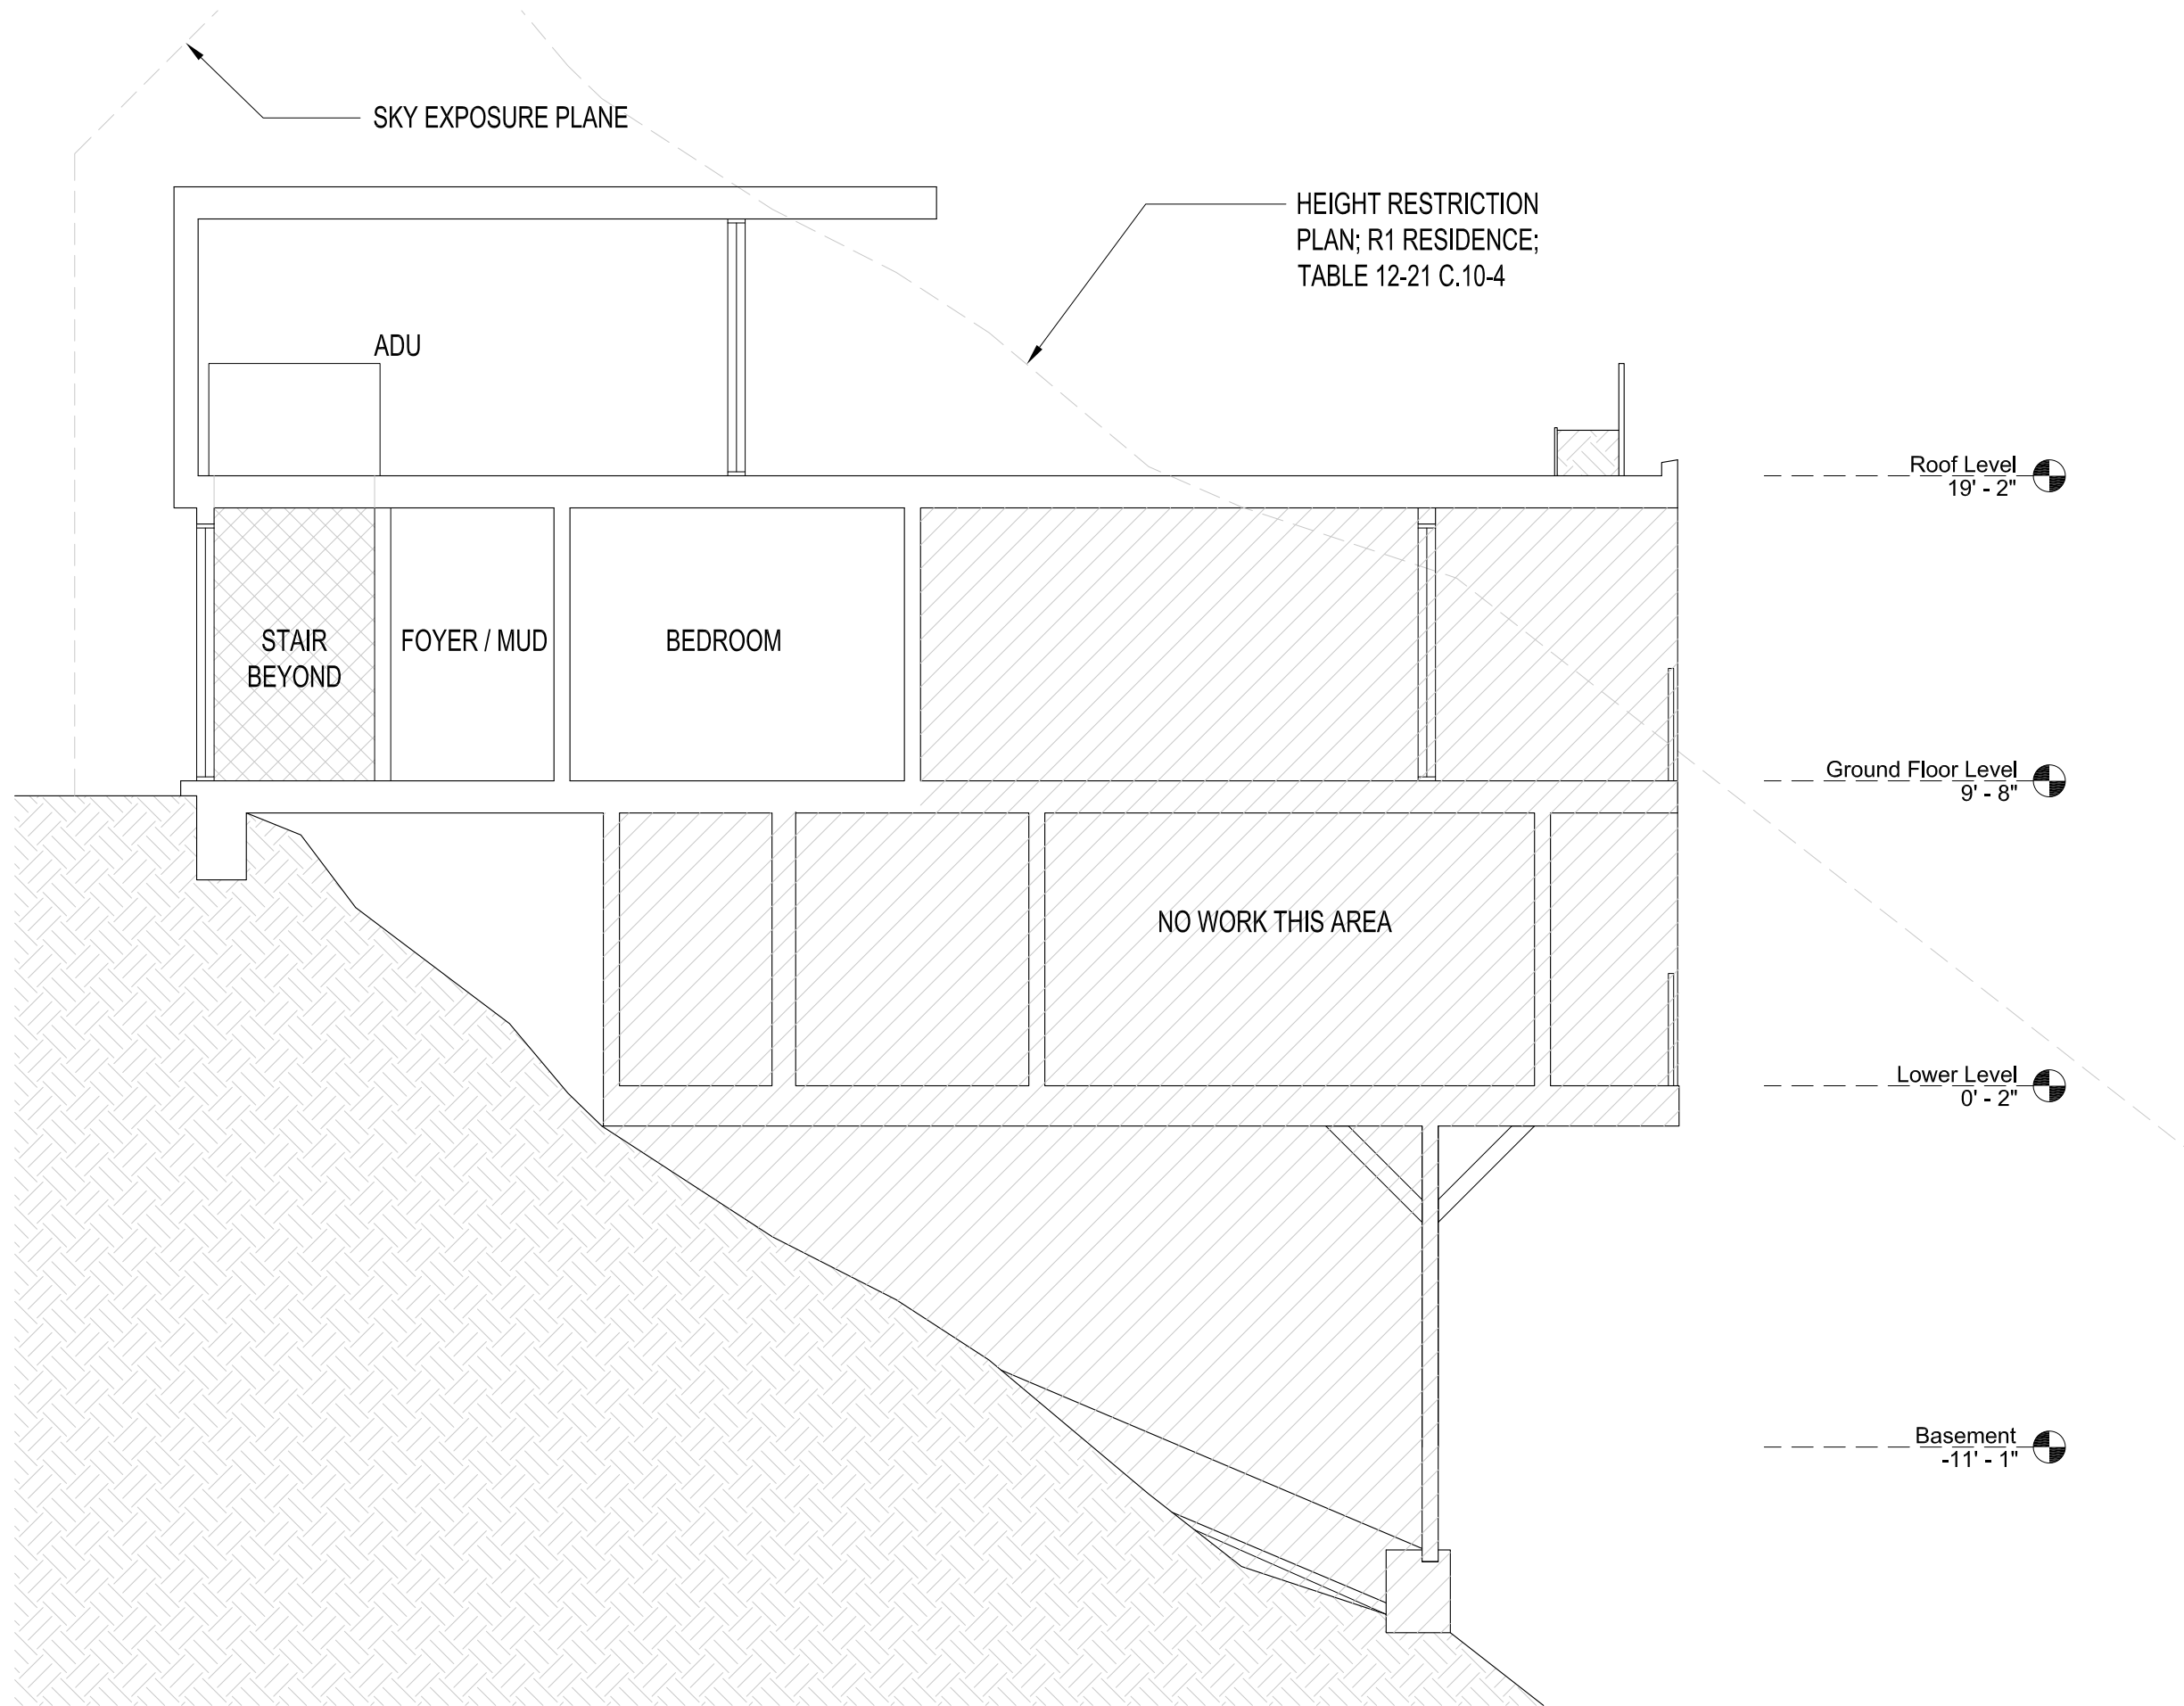 SKY EXPOSURE PLANE
HEIGHT RESTRICTION
PLAN; R1 RESIDENCE;
TABLE 12-21 C.10-4
ADU
Roof Level
19' - 2"
STAIR
BEYOND
FOYER / MUD
BEDROOM
Ground Floor Level
9' - 8"
NO WORK THIS AREA
Lower Level
0' - 2"
Basement
-11' - 1"